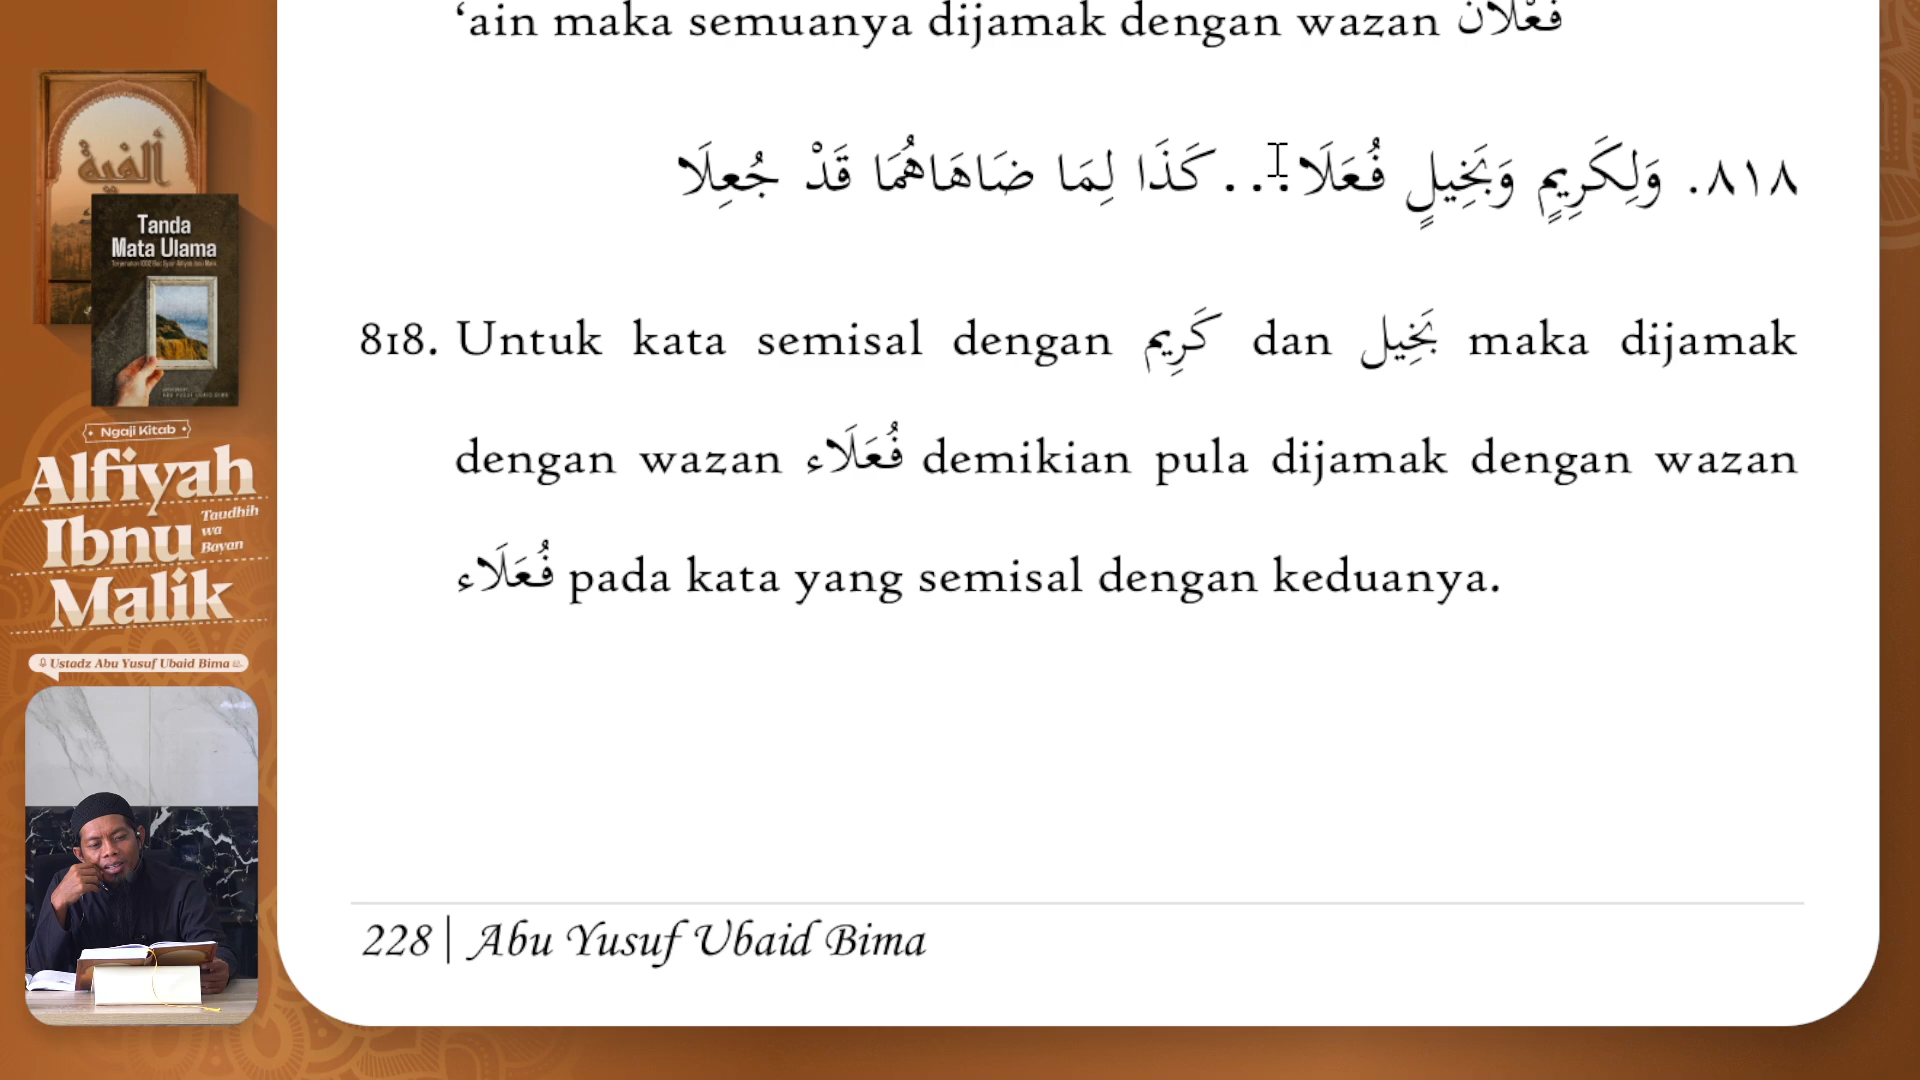 ‘ain maka semuanya dijamak dengan wazan فُعْلَان
٨١٨. وَلِكَرِيمٍ وَبَخِيلٍ فُعَلَا... كَذَا لِمَا ضَاهَاهُمَا قَدْ جُعِلَا
818. Untuk kata semisal dengan كَرِيم dan بَخِيل maka dijamak
dengan wazan فُعَلَاء demikian pula dijamak dengan wazan
فُعَلَاء pada kata yang semisal dengan keduanya.
228 | Abu Yusuf Ubaid Bima
ألفية
Tanda
Mata Ulama
Ngaji Kitab
Alfiyah
Ibnu
Malik
Taudhih
wa
Bayan
Ustadz Abu Yusuf Ubaid Bima